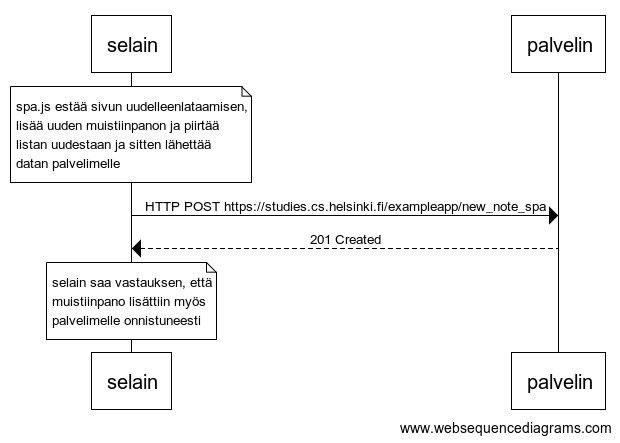 selain
palvelin
spa.js estää sivun uudelleenlataamisen,
lisää uuden muistiinpanon ja piirtää
listan uudestaan ja sitten lähettää
datan palvelimelle
HTTP POST https://studies.cs.helsinki.fi/exampleapp/new_note_spa
201 Created
selain saa vastauksen, että
muistiinpano lisättiin myös
palvelimelle onnistuneesti
selain
palvelin
www.websequencediagrams.com